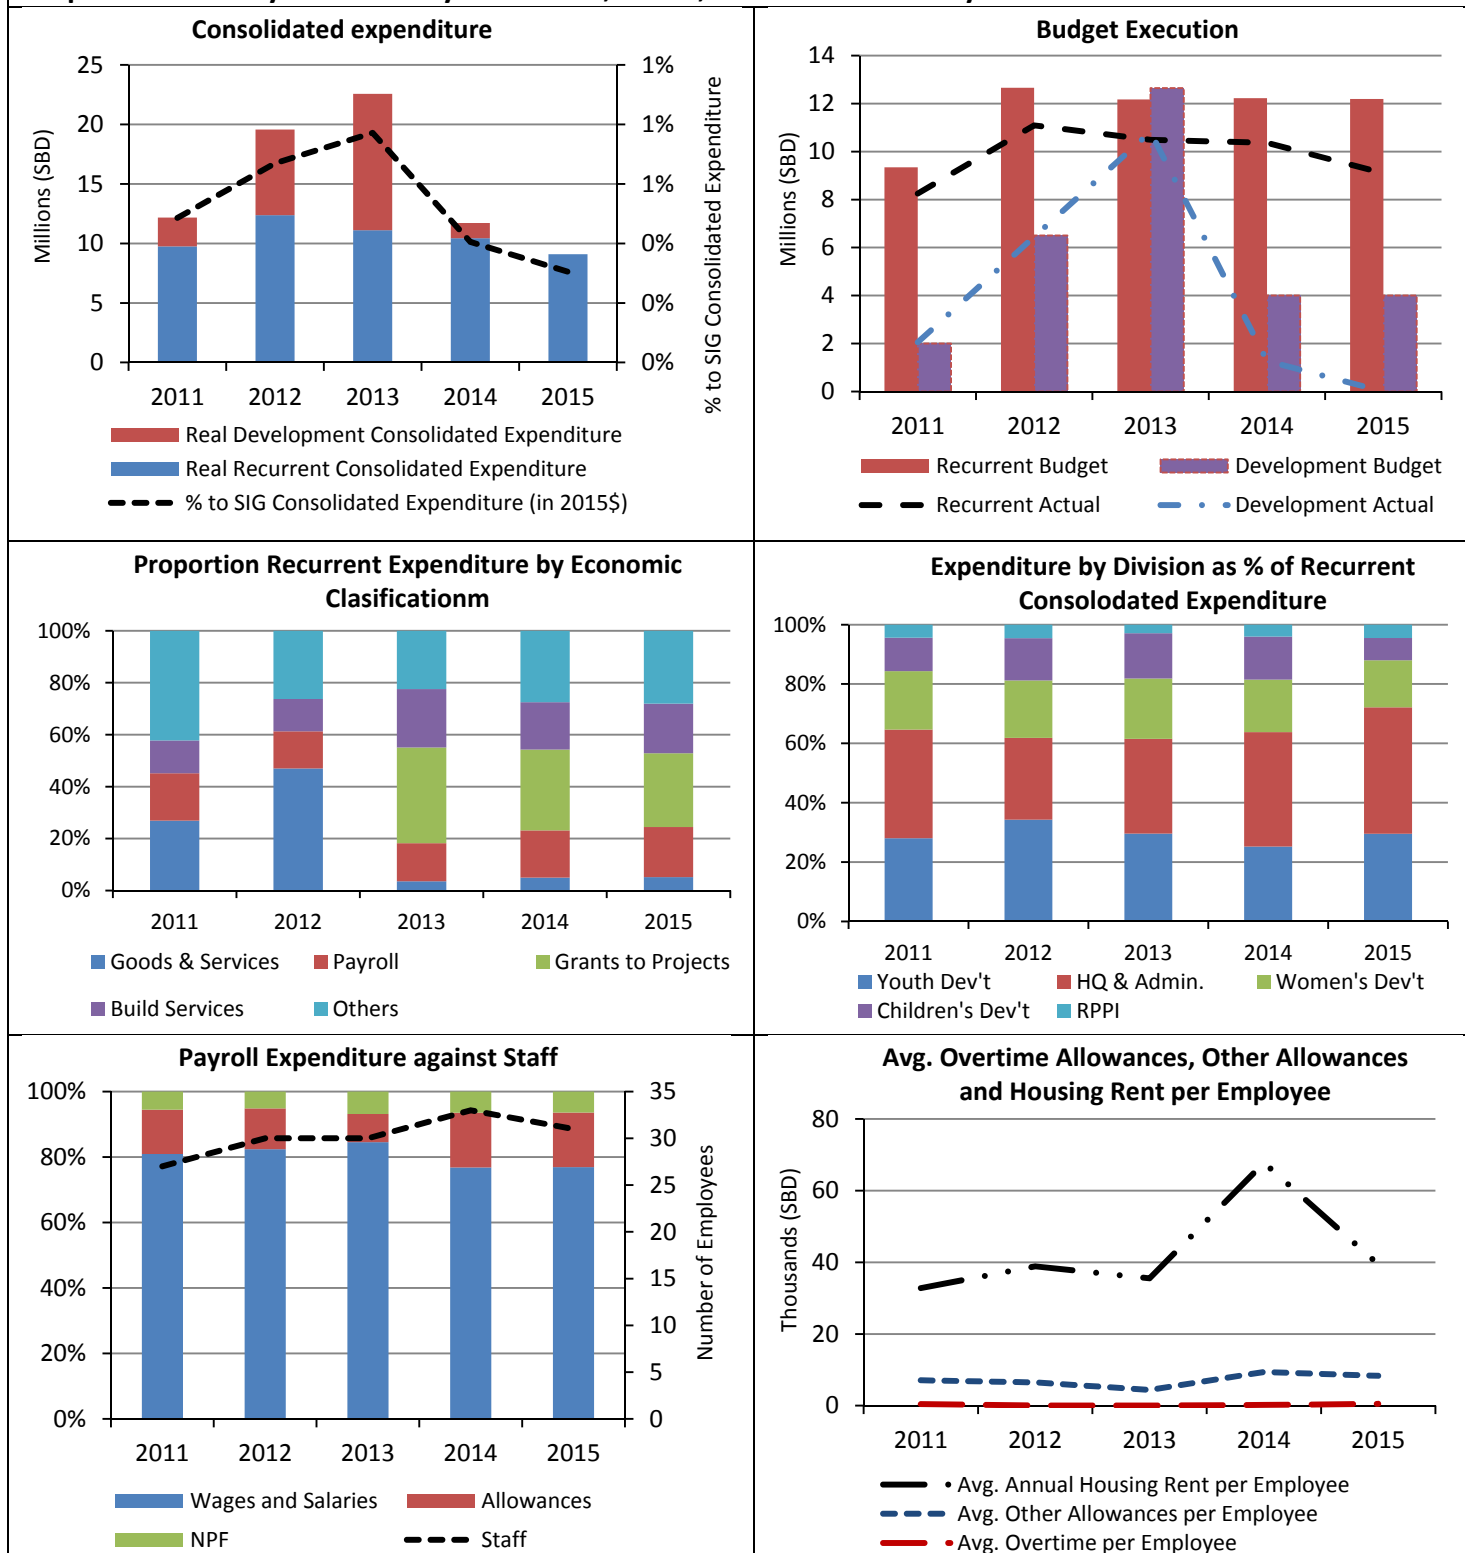 Consolidated expenditure
25
20
15
10
5
0
Millions (SBD)
1%
1%
1%
0%
0%
0%
% to SIG Consolidated Expenditure
2011 2012 2013 2014 2015
Real Development Consolidated Expenditure
Real Recurrent Consolidated Expenditure
% to SIG Consolidated Expenditure (in 2015$)
Budget Execution
14
12
10
8
6
4
2
0
Millions (SBD)
2011 2012 2013 2014 2015
Recurrent Budget Development Budget
Recurrent Actual Development Actual
Proportion Recurrent Expenditure by Economic
Clasificationm
100%
80%
60%
40%
20%
0%
2011 2012 2013 2014 2015
Goods & Services Payroll Grants to Projects
Build Services Others
Expenditure by Division as % of Recurrent
Consolodated Expenditure
100%
80%
60%
40%
20%
0%
2011 2012 2013 2014 2015
Youth Dev't HQ & Admin. Women's Dev't
Children's Dev't RPPI
Payroll Expenditure against Staff
100%
80%
60%
40%
20%
0%
35
30
25
20
15
10
5
0
Number of Employees
2011 2012 2013 2014 2015
Wages and Salaries Allowances
NPF Staff
Avg. Overtime Allowances, Other Allowances
and Housing Rent per Employee
80
60
40
20
0
Thousands (SBD)
2011 2012 2013 2014 2015
Avg. Annual Housing Rent per Employee
Avg. Other Allowances per Employee
Avg. Overtime per Employee